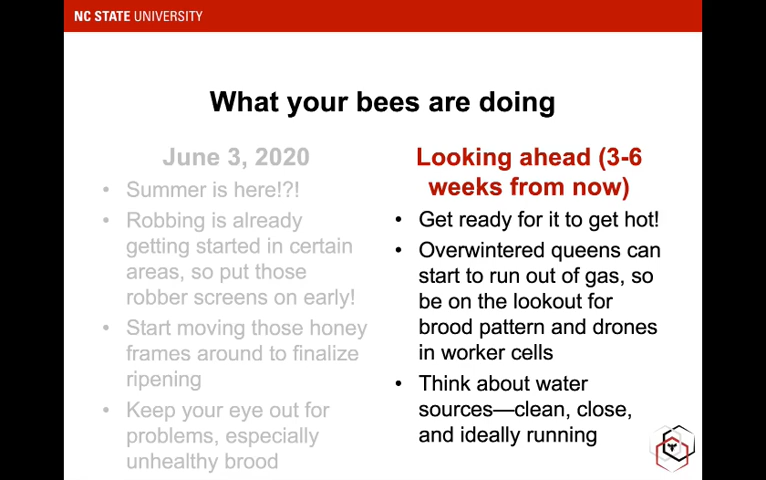 NC STATE UNIVERSITY
What your bees are doing
June 3, 2020
• Summer is here!?!
• Robbing is already
getting started in certain
areas, so put those
robber screens on early!
• Start moving those honey
frames around to finalize
ripening
• Keep your eye out for
problems, especially
unhealthy brood
Looking ahead (3-6
weeks from now)
• Get ready for it to get hot!
• Overwintered queens can
start to run out of gas, so
be on the lookout for
brood pattern and drones
in worker cells
• Think about water
sources—clean, close,
and ideally running